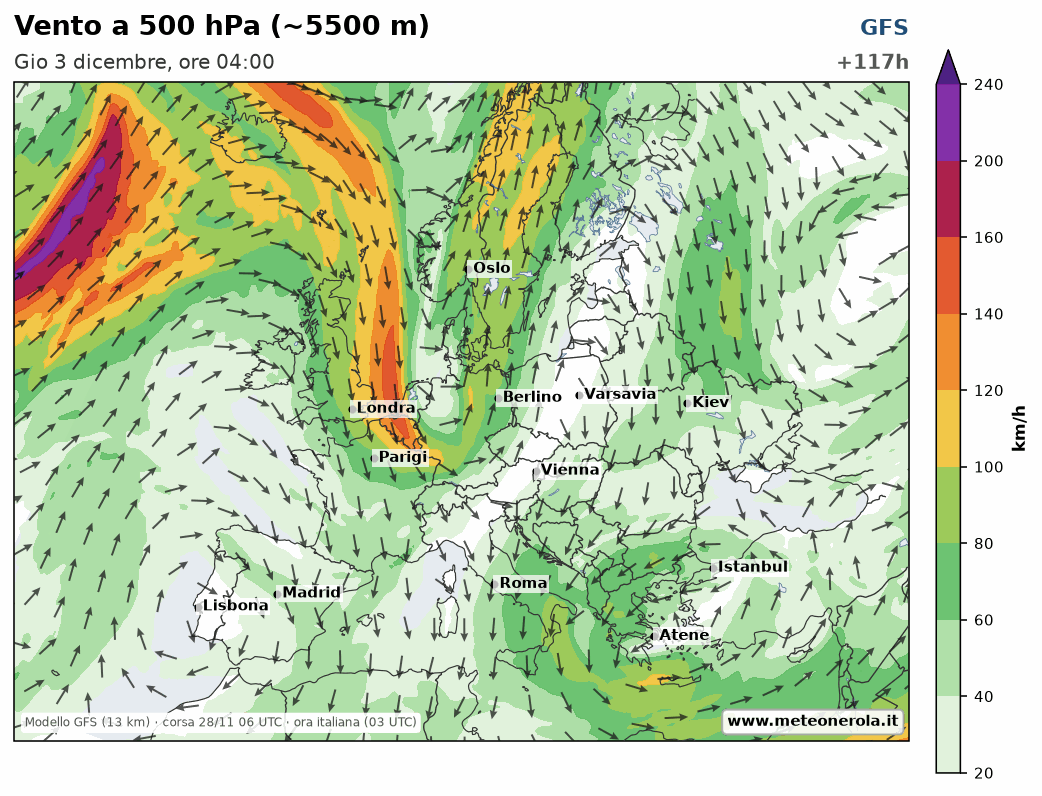 Vento a 500 hPa (~5500 m)
GFS
Gio 3 dicembre, ore 04:00
+117h
240
200
160
140
120
100
80
60
40
20
km/h
Oslo
Londra
Berlino
Varsavia
Kiev
Parigi
Vienna
Istanbul
Roma
Madrid
Lisbona
Atene
Modello GFS (13 km) · corsa 28/11 06 UTC · ora italiana (03 UTC)
www.meteonerola.it